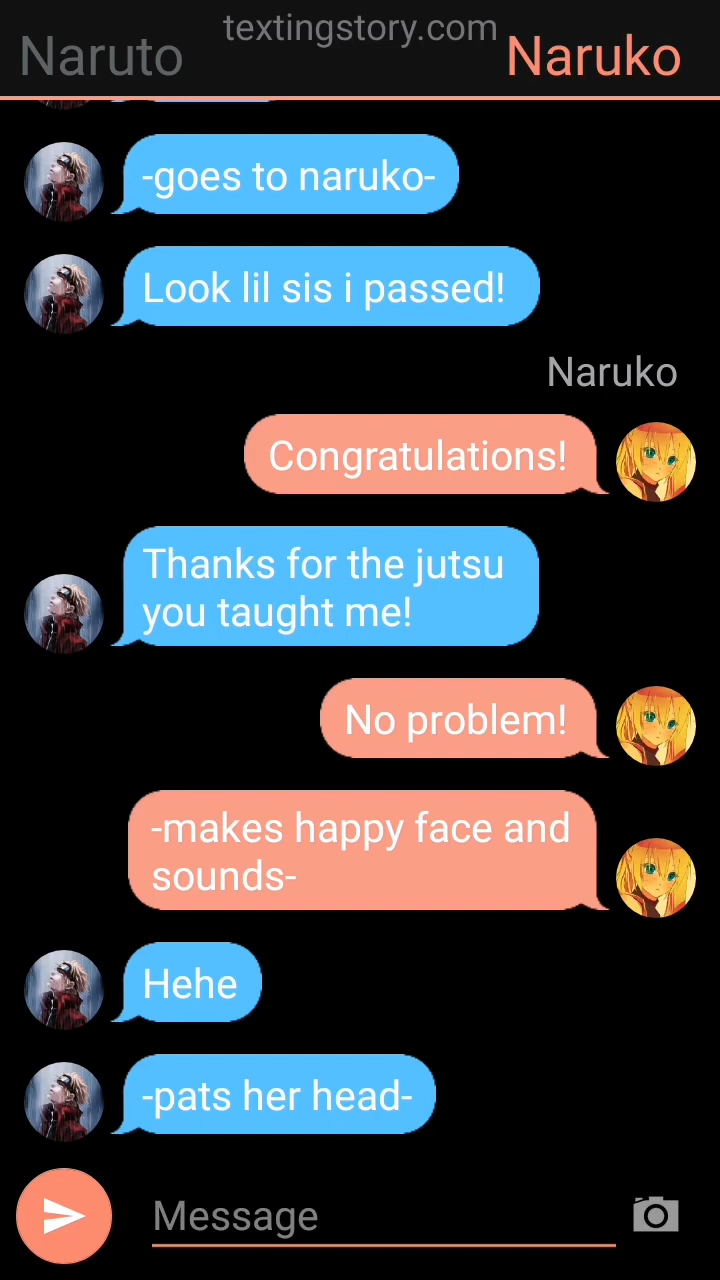 textingstory.com
Naruto
Naruko
-goes to naruko-
Look lil sis i passed!
Naruko
Congratulations!
Thanks for the jutsu
you taught me!
No problem!
-makes happy face and
sounds-
Hehe
-pats her head-
Message